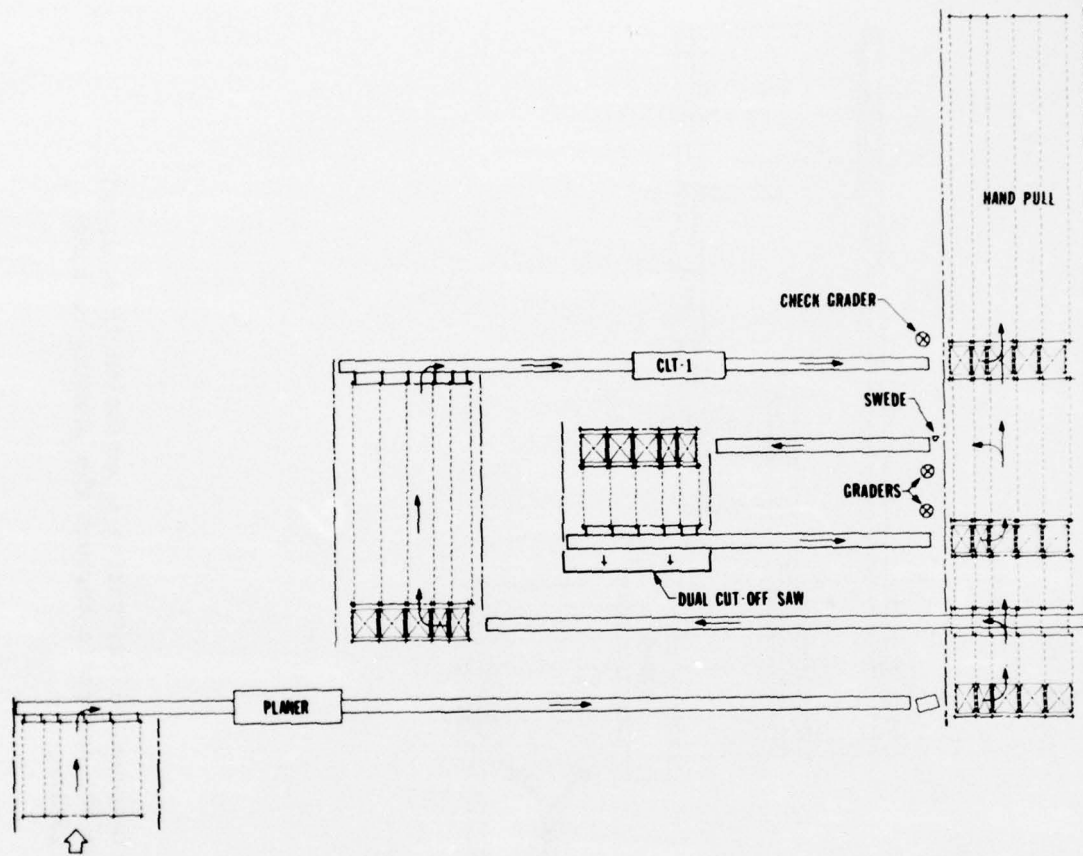 HAND PULL
CHECK GRADER
CLT-1
SWEDE
GRADERS
DUAL CUT-OFF SAW
PLANER